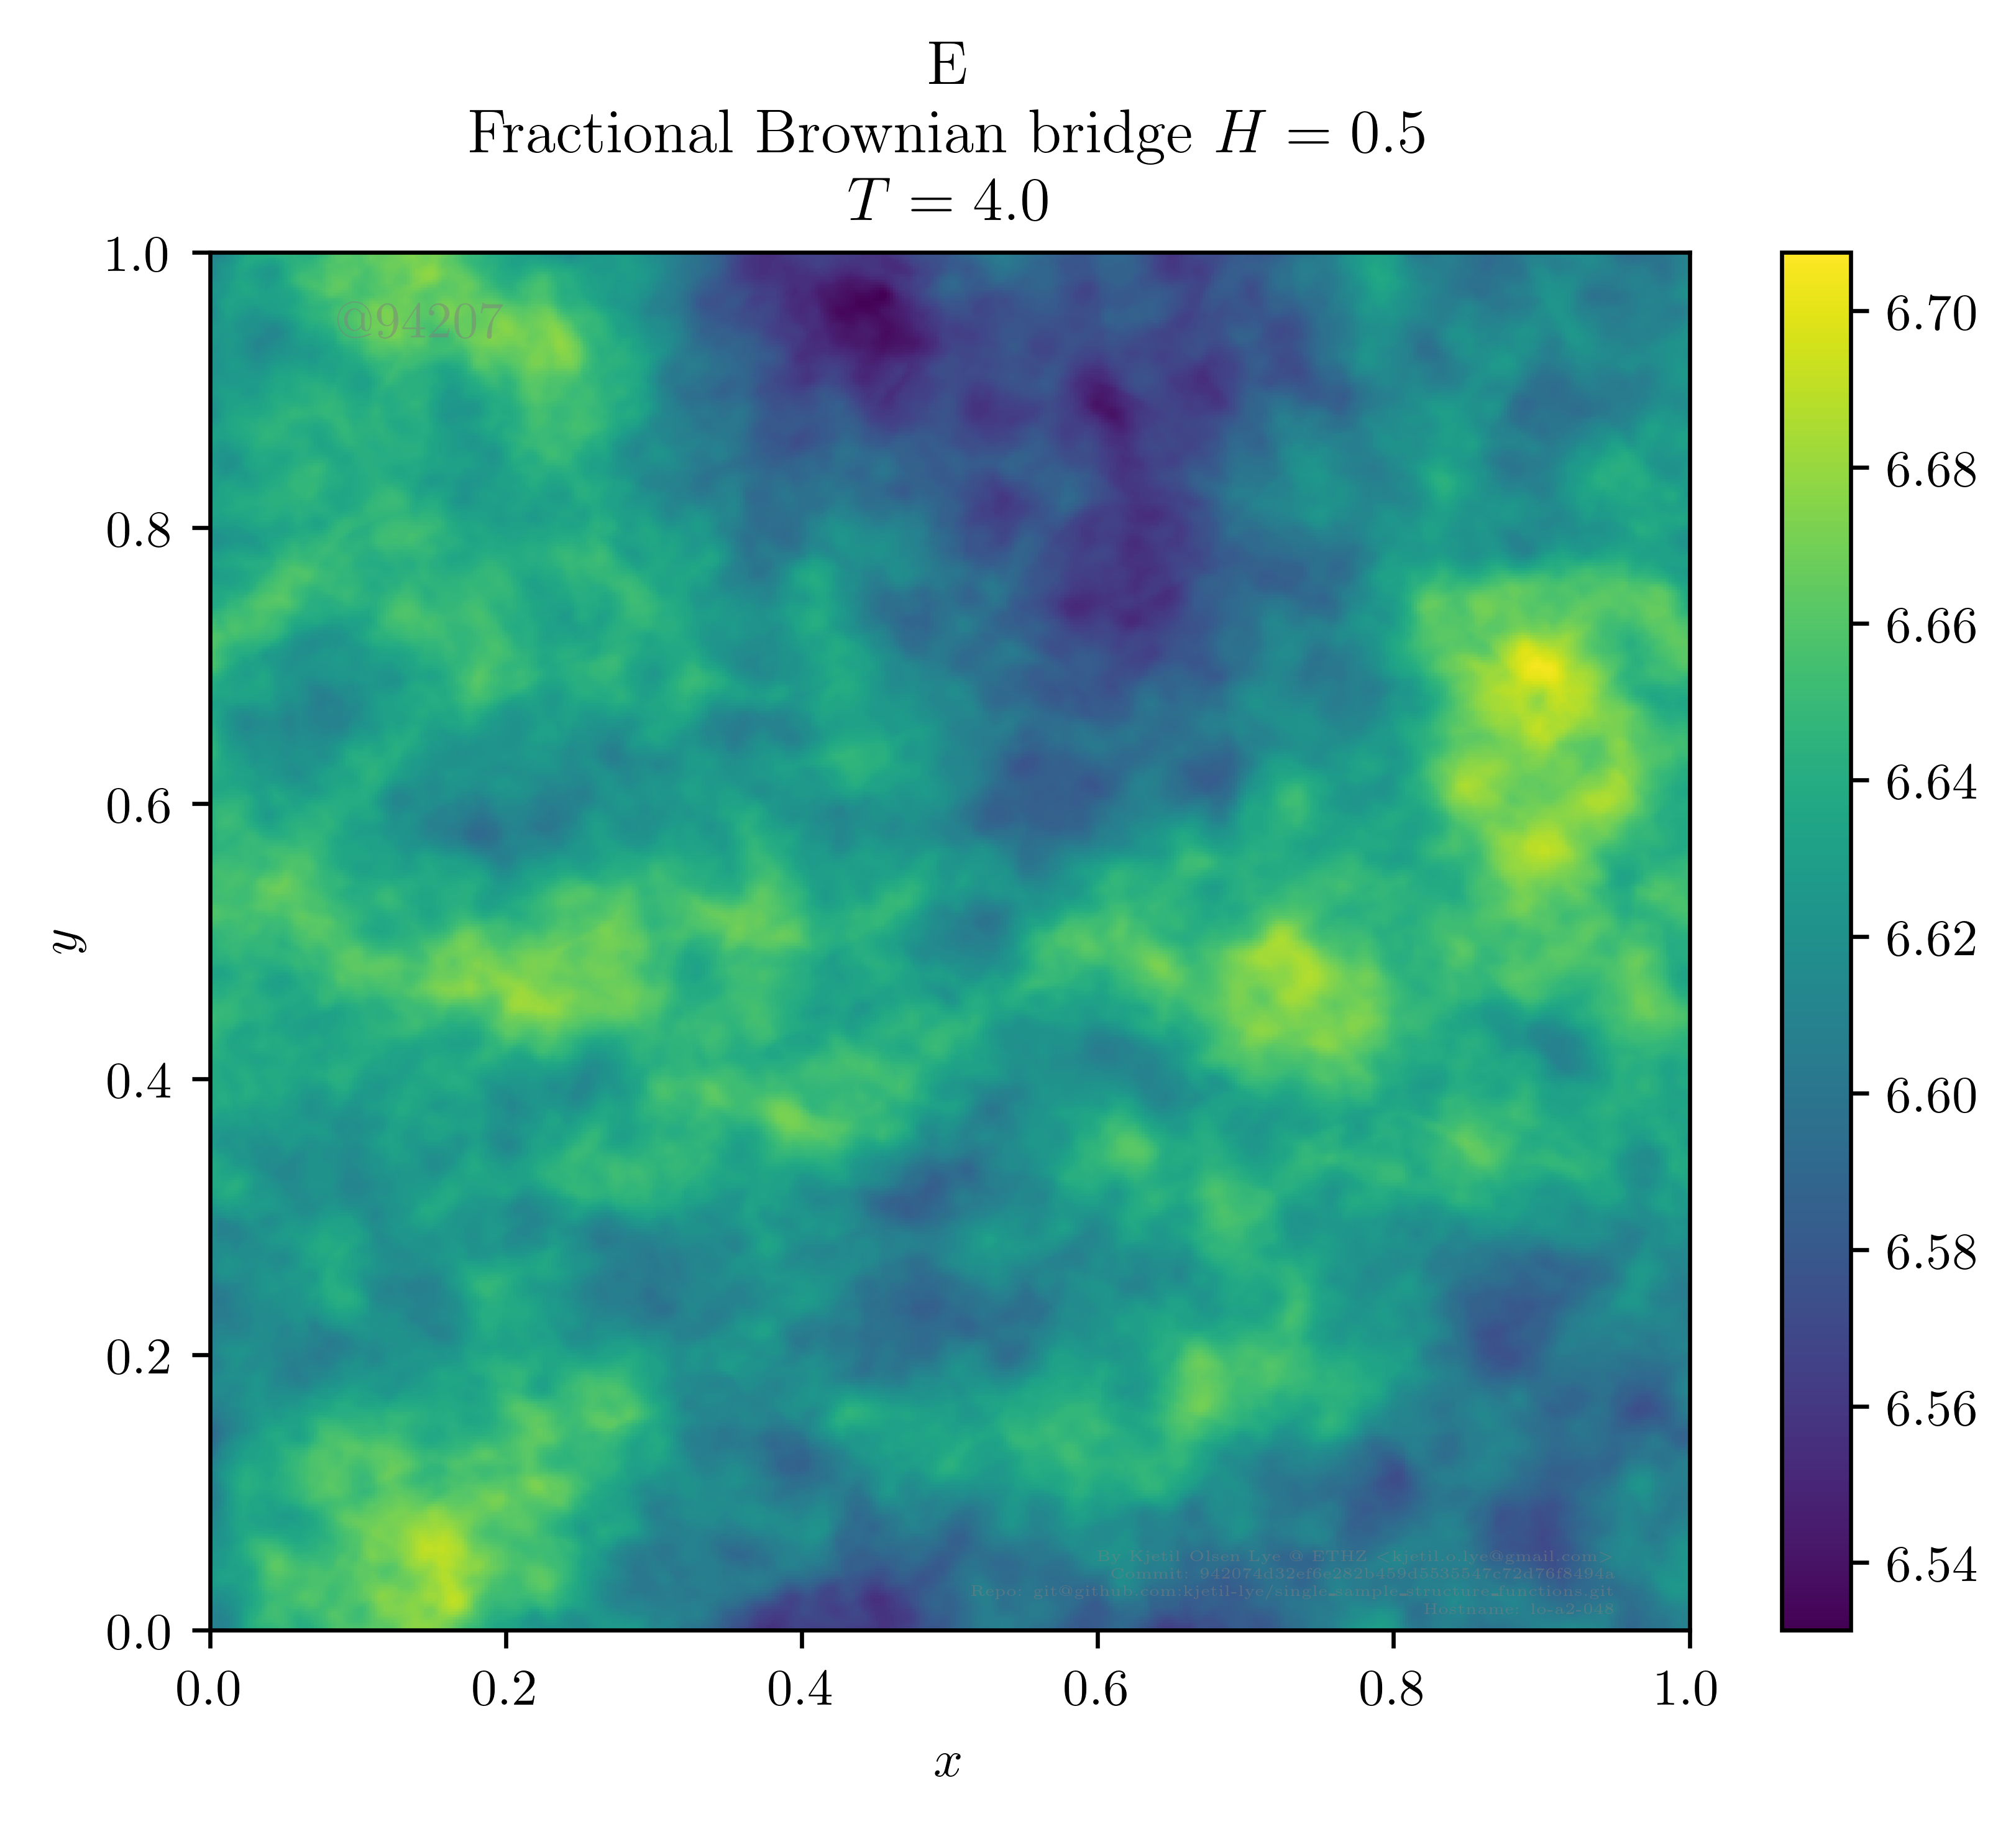 E
Fractional Brownian bridge H = 0.5
T = 4.0
1.0
0.8
0.6
0.4
0.2
0.0
y
0.0 0.2 0.4 0.6 0.8 1.0
x
6.70
6.68
6.66
6.64
6.62
6.60
6.58
6.56
6.54
@94207
By Kjetil Olsen Lye @ ETHZ <kjetil.o.lye@gmail.com>
Commit:
Repo: git@github.com:kjetil-lye/single_sample_structure_functions.git
Hostname: lo-a2-048